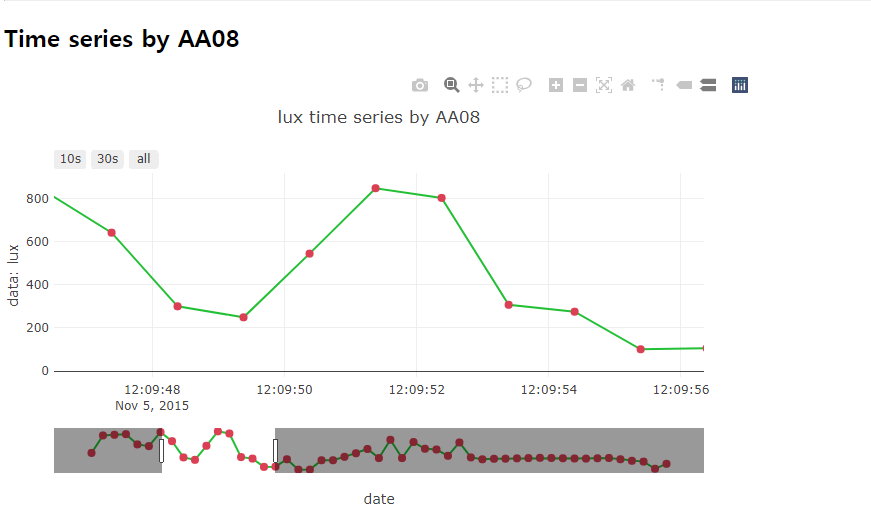 Time series by AA08
lux time series by AA08
10s 30s all
data: lux
800
600
400
200
0
12:09:48 12:09:50 12:09:52 12:09:54 12:09:56
Nov 5, 2015
date